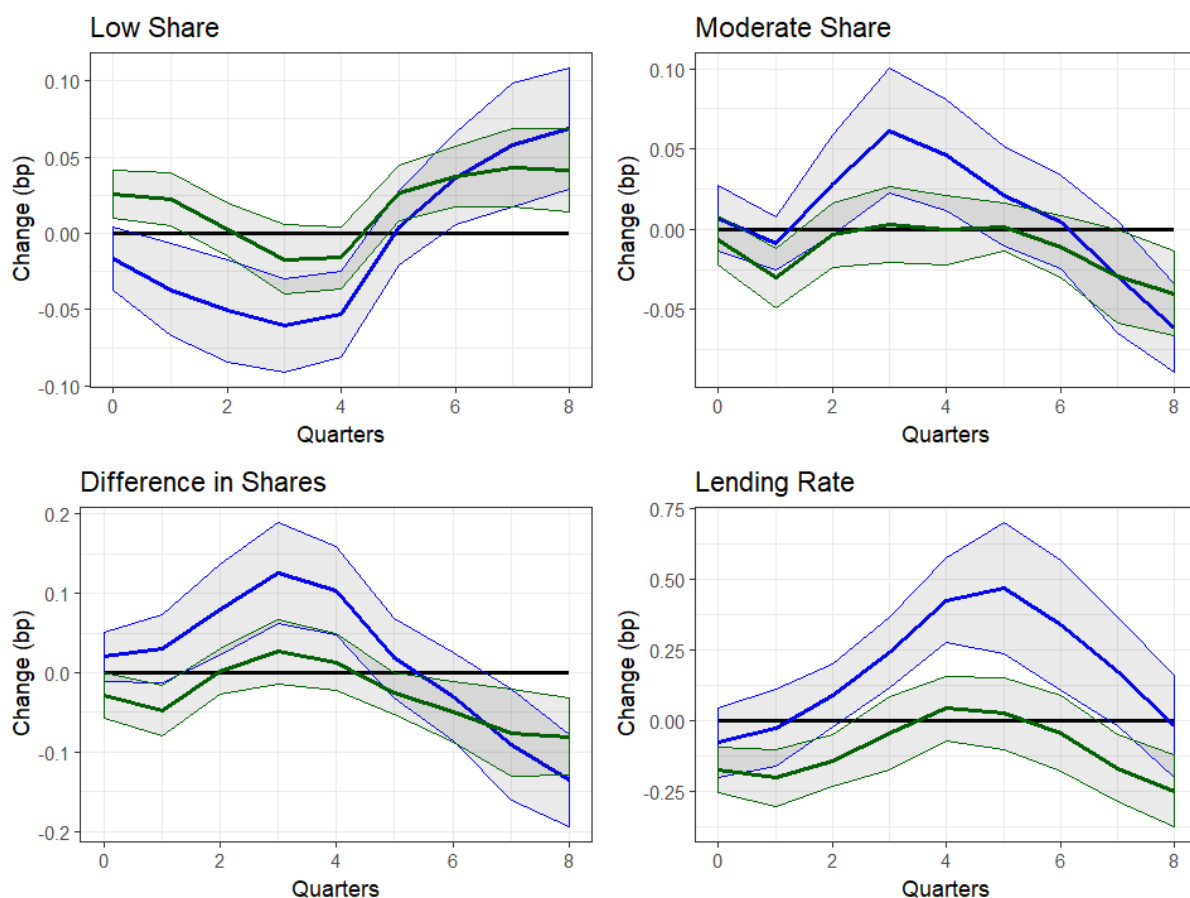 Low Share
Change (bp)
0.10
0.05
0.00
-0.05
-0.10
0 2 4 6 8
Quarters
Moderate Share
Change (bp)
0.10
0.05
0.00
-0.05
0 2 4 6 8
Quarters
Difference in Shares
Change (bp)
0.2
0.1
0.0
-0.1
-0.2
0 2 4 6 8
Quarters
Lending Rate
Change (bp)
0.75
0.50
0.25
0.00
-0.25
0 2 4 6 8
Quarters